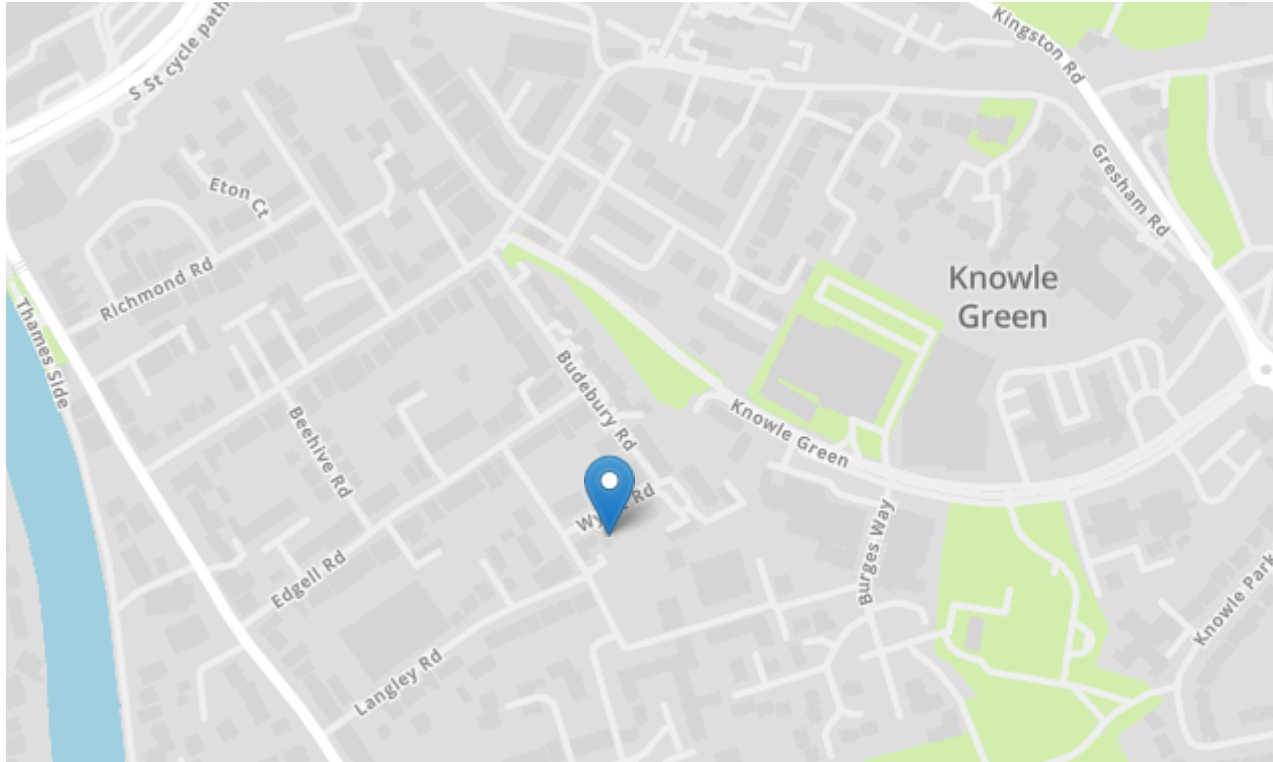 S St cycle path
Kingston Rd
Eton Ct
Gresham Rd
Richmond Rd
Knowle
Green
Thames Side
Budebury Rd
Knowle Green
Beehive Rd
Rd
Burges Way
Edgell Rd
Knowle Park
Langley Rd